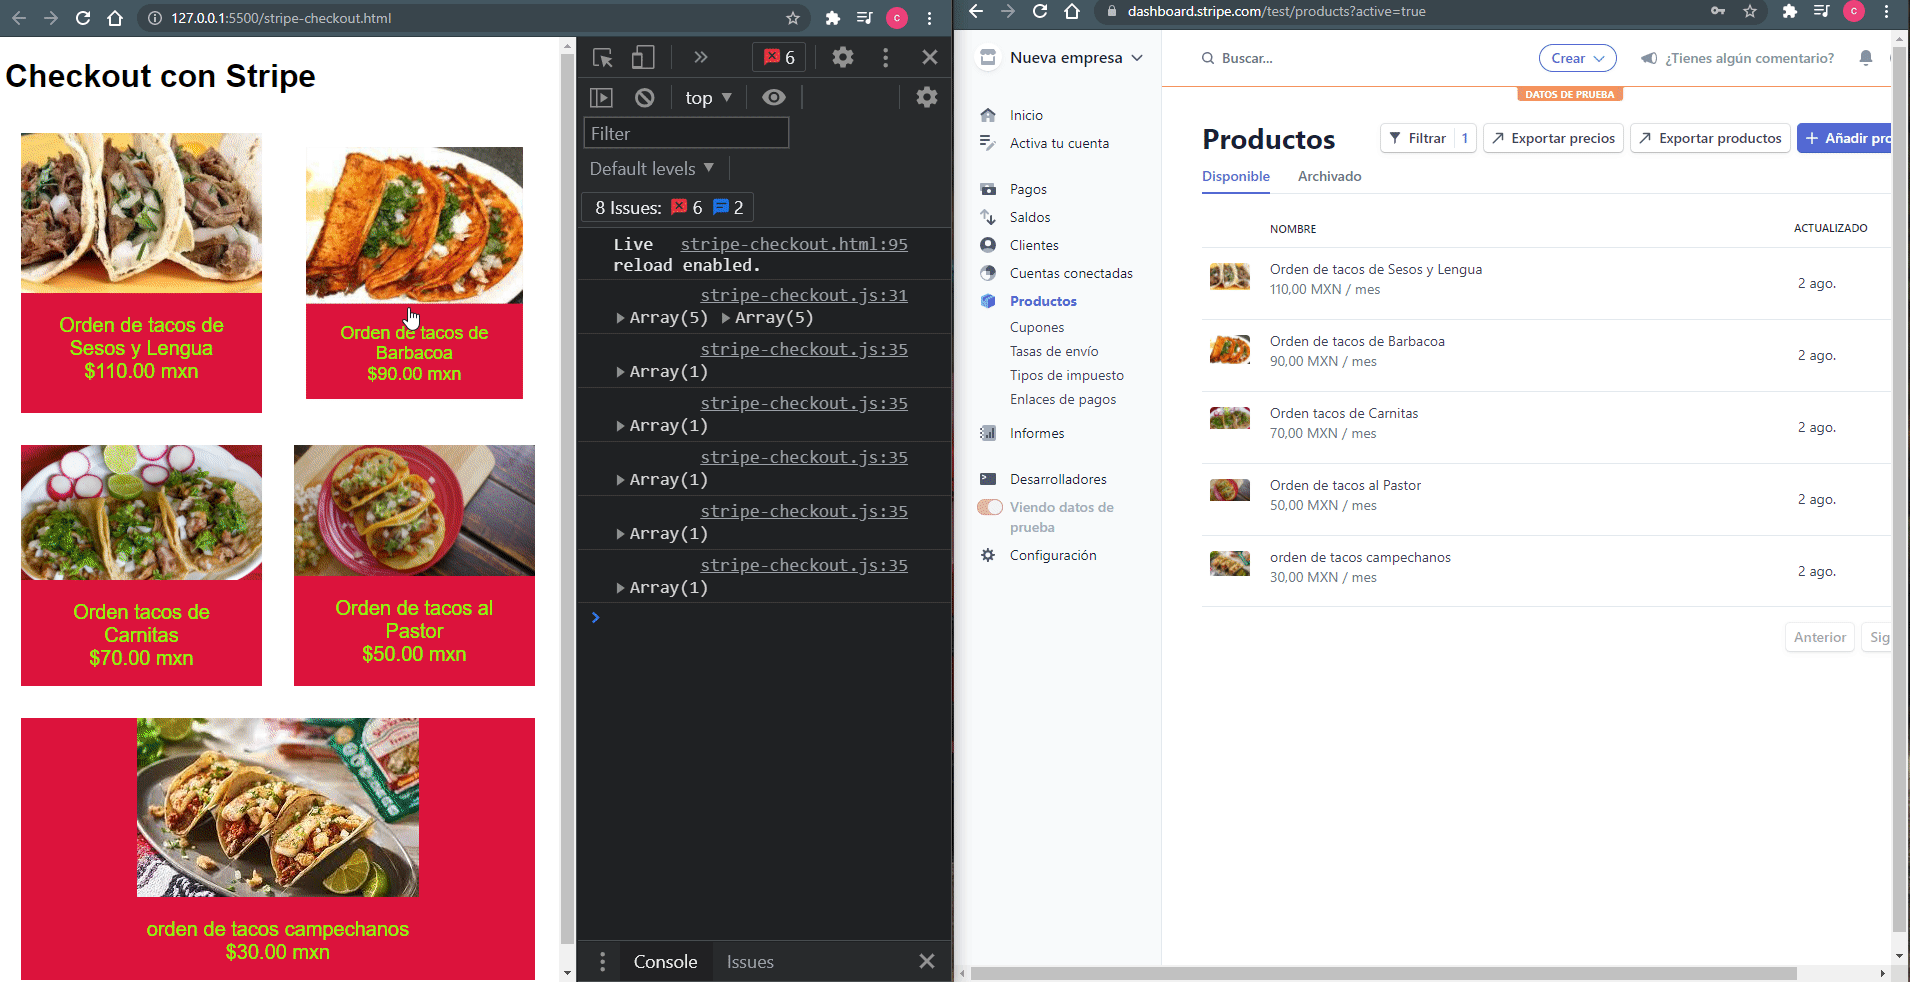 127.0.0.1:5500/stripe-checkout.html
c
Checkout con Stripe
Orden de tacos de
Sesos y Lengua
$110.00 mxn
Orden de tacos de
Barbacoa
$90.00 mxn
Orden tacos de
Carnitas
$70.00 mxn
Orden de tacos al
Pastor
$50.00 mxn
orden de tacos campechanos
$30.00 mxn
6
top
Filter
Default levels
8 Issues: 6 2
Live stripe-checkout.html:95
reload enabled.
stripe-checkout.js:31
Array(5) Array(5)
stripe-checkout.js:35
Array(1)
stripe-checkout.js:35
Array(1)
stripe-checkout.js:35
Array(1)
stripe-checkout.js:35
Array(1)
stripe-checkout.js:35
Array(1)
Console Issues
dashboard.stripe.com/test/products?active=true
c
Nueva empresa
Inicio
Activa tu cuenta
Pagos
Saldos
Clientes
Cuentas conectadas
Productos
Cupones
Tasas de envío
Tipos de impuesto
Enlaces de pagos
Informes
Desarrolladores
Viendo datos de
prueba
Configuración
Buscar...
Crear
¿Tienes algún comentario?
DATOS DE PRUEBA
Productos
Filtrar 1
Exportar precios
Exportar productos
+ Añadir pro
Disponible Archivado
NOMBRE ACTUALIZADO
Orden de tacos de Sesos y Lengua
110,00 MXN / mes
2 ago.
Orden de tacos de Barbacoa
90,00 MXN / mes
2 ago.
Orden tacos de Carnitas
70,00 MXN / mes
2 ago.
Orden de tacos al Pastor
50,00 MXN / mes
2 ago.
orden de tacos campechanos
30,00 MXN / mes
2 ago.
Anterior Sig